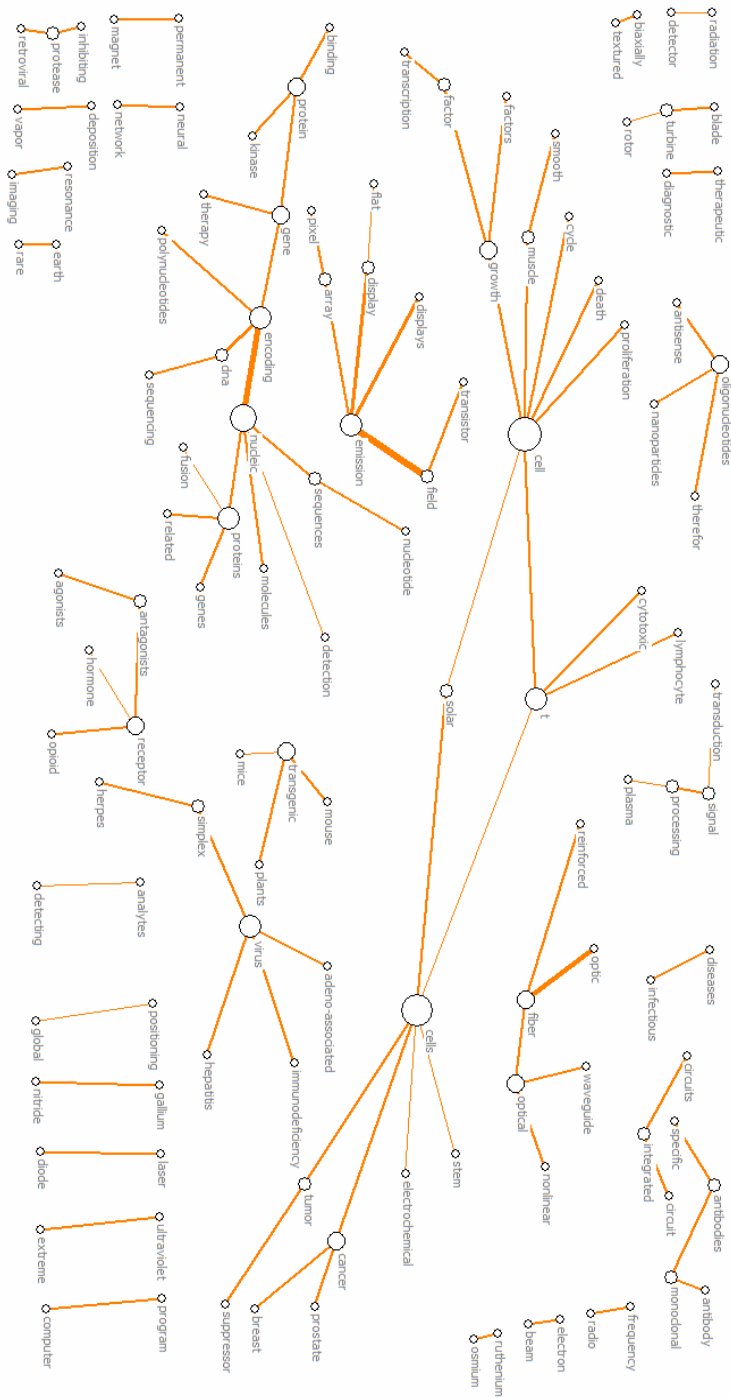 retroviral
protease
inhibiting
magnet
permanent
vapor
deposition
network
neural
imaging
resonance
rare
earth
binding
protein
kinase
transcription
factor
factors
smooth
textured
biaxially
detector
radiation
rotor
turbine
blade
diagnostic
therapeutic
therapy
gene
polynucleotides
pixel
array
flat
display
displays
growth
muscle
cycle
death
proliferation
antisense
oligonucleotides
nanoparticles
therefor
encoding
dna
sequencing
nucleic
emission
field
transistor
cell
fusion
related
proteins
genes
molecules
sequences
nucleotide
detection
agonists
antagonists
hormone
receptor
opioid
cytotoxic
lymphocyte
t
solar
transduction
signal
processing
plasma
mice
transgenic
mouse
plants
herpes
simplex
virus
adeno-associated
immunodeficiency
hepatitis
detecting
analytes
reinforced
optic
fiber
optical
waveguide
nonlinear
infectious
diseases
cells
stem
electrochemical
tumor
cancer
suppressor
breast
prostate
circuits
integrated
circuit
specific
antibodies
monoclonal
antibody
global
positioning
nitride
gallium
diode
laser
extreme
ultraviolet
computer
program
osmium
ruthenium
beam
electron
radio
frequency